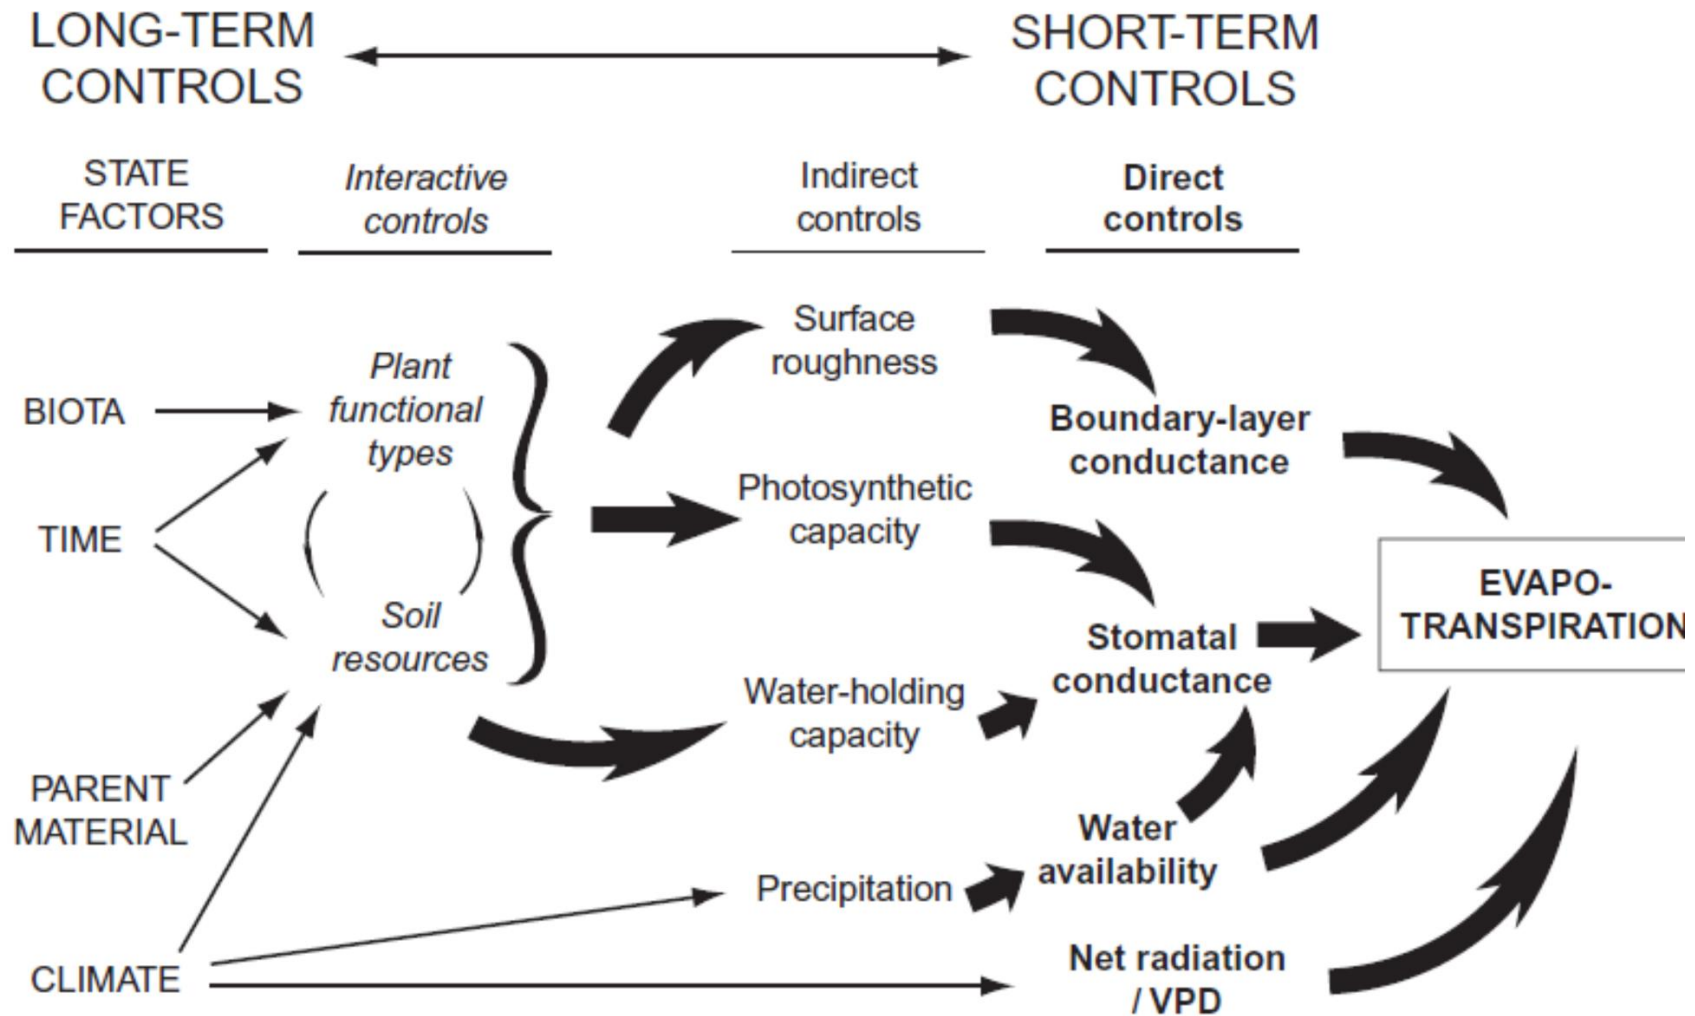 LONG-TERM
CONTROLS
SHORT-TERM
CONTROLS
STATE
FACTORS
Interactive
controls
Indirect
controls
Direct
controls
BIOTA
TIME
PARENT
MATERIAL
CLIMATE
Plant
functional
types
Soil
resources
Surface
roughness
Photosynthetic
capacity
Water-holding
capacity
Precipitation
Boundary-layer
conductance
Stomatal
conductance
Water
availability
Net radiation
/ VPD
EVAPO-
TRANSPIRATION